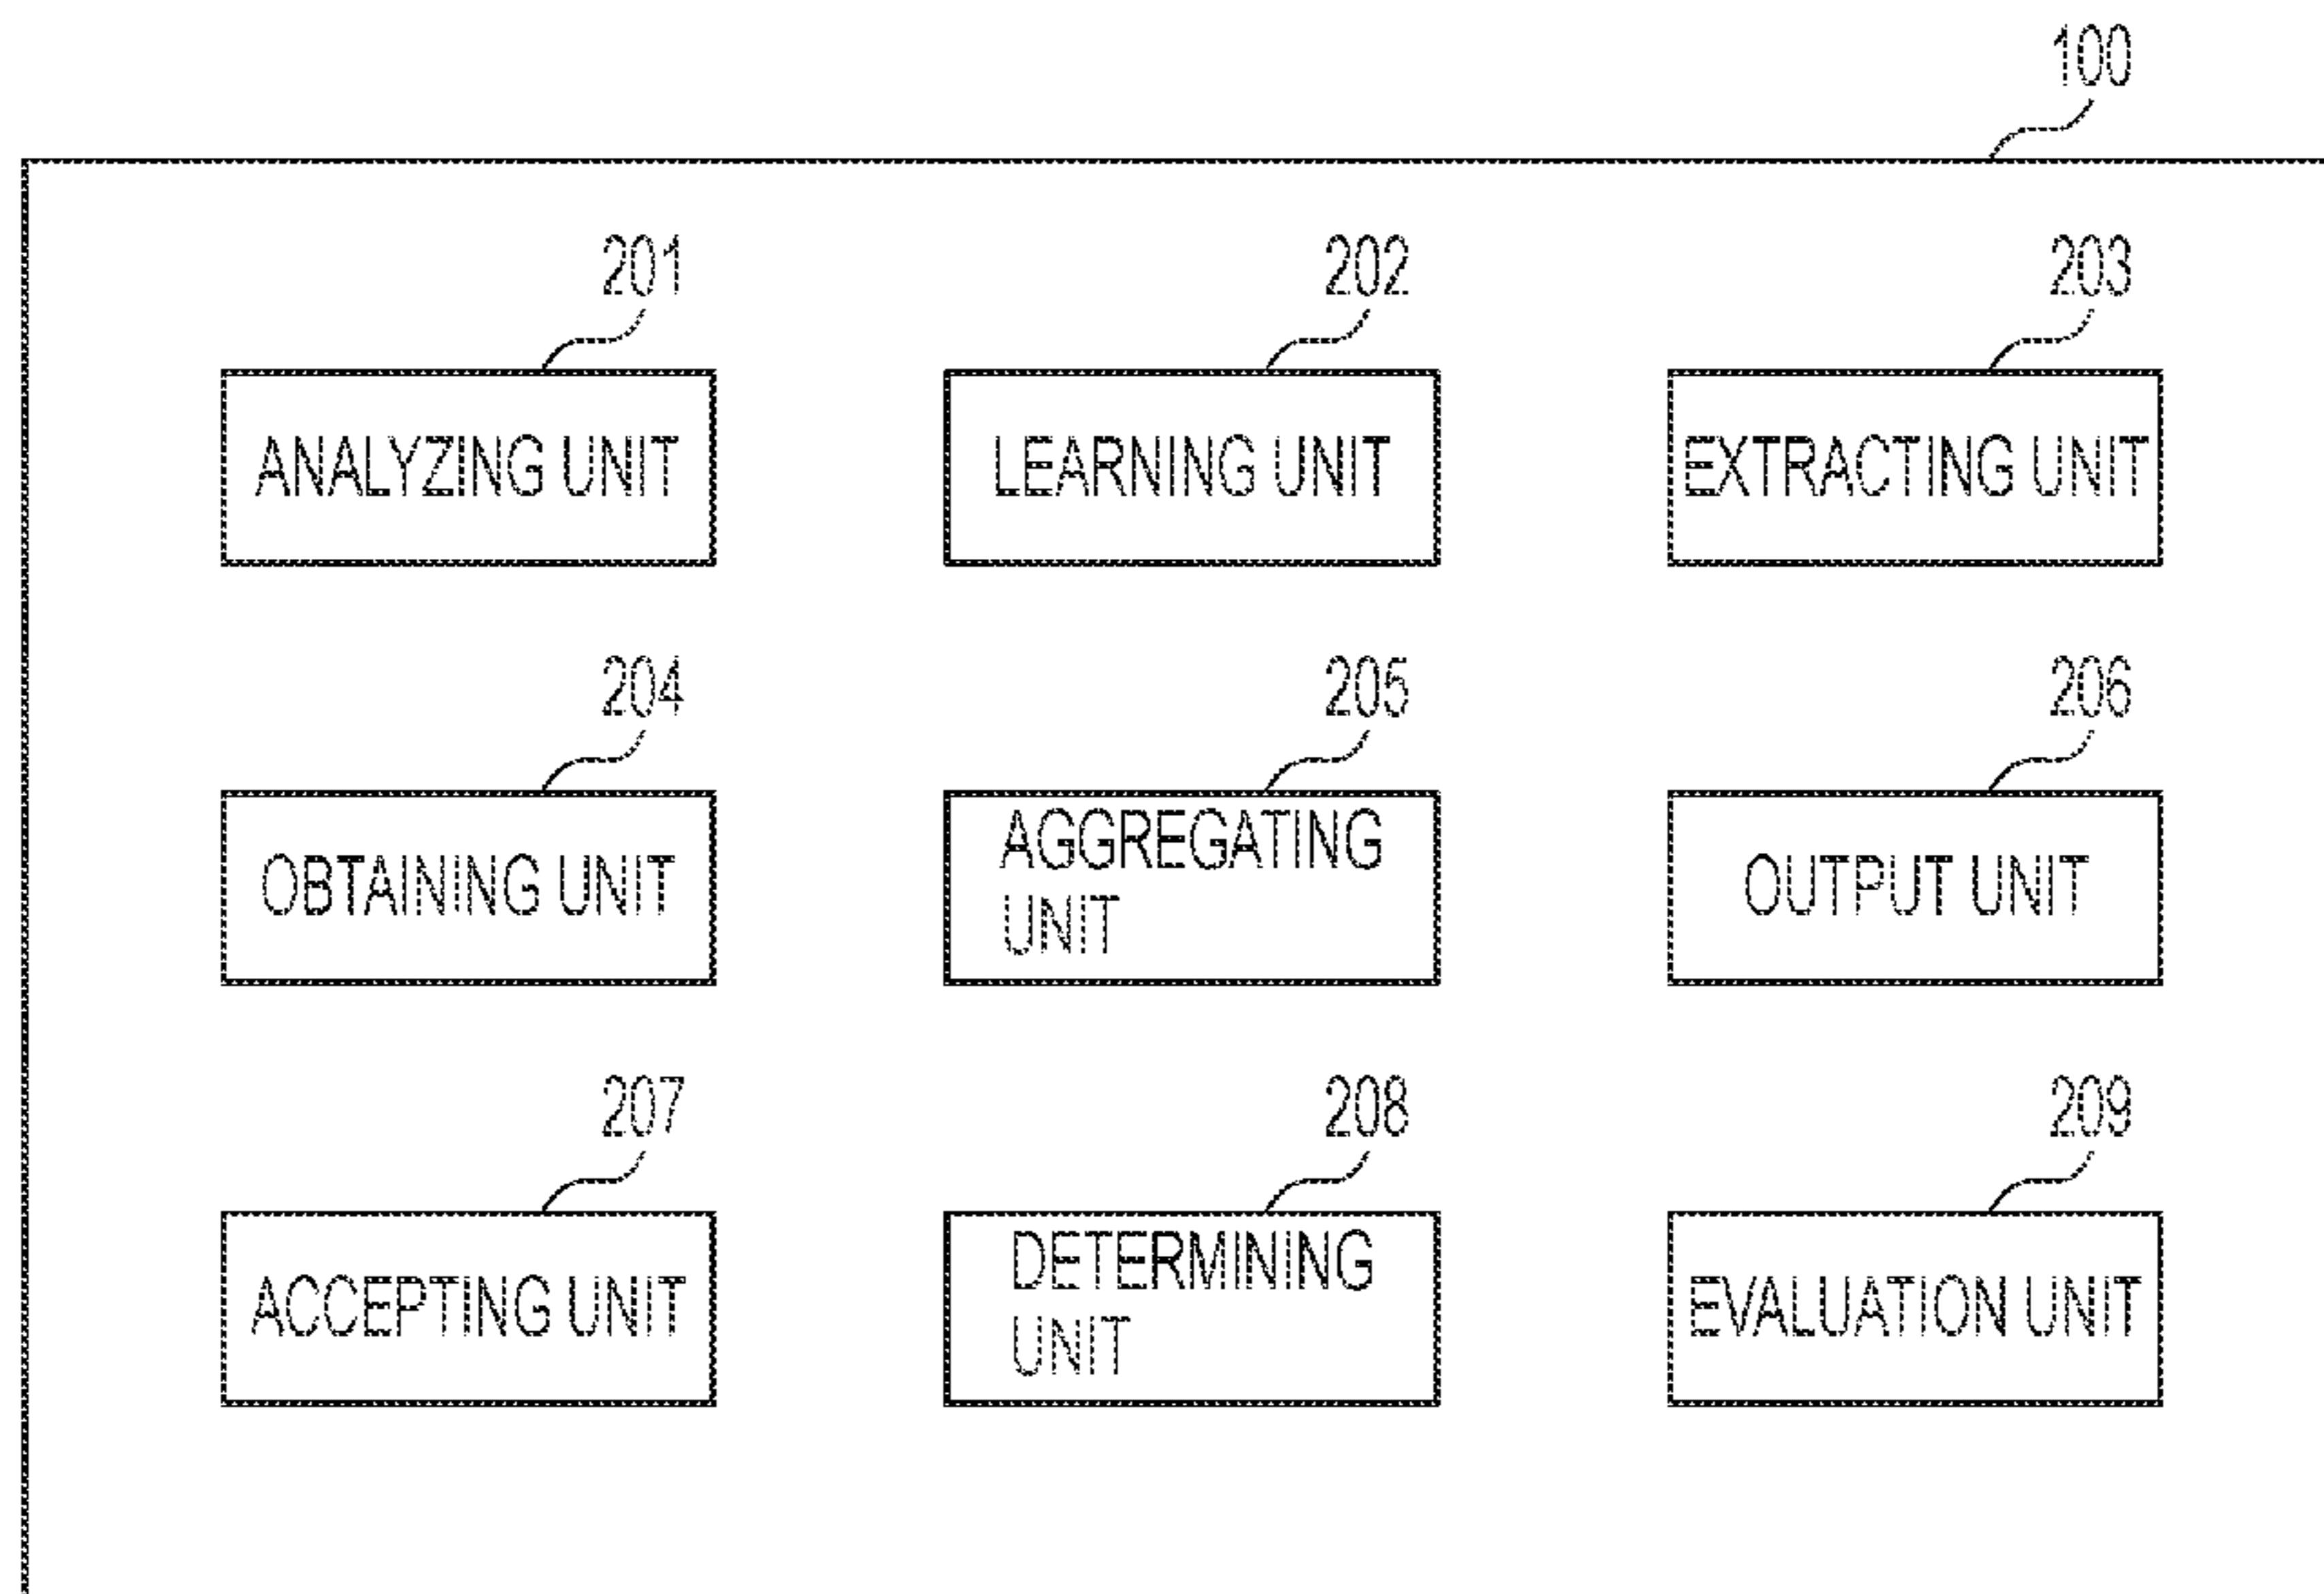 100
201
202
203
ANALYZING UNIT
LEARNING UNIT
EXTRACTING UNIT
204
205
206
OBTAINING UNIT
AGGREGATING
UNIT
OUTPUT UNIT
207
208
209
ACCEPTING UNIT
DETERMINING
UNIT
EVALUATION UNIT